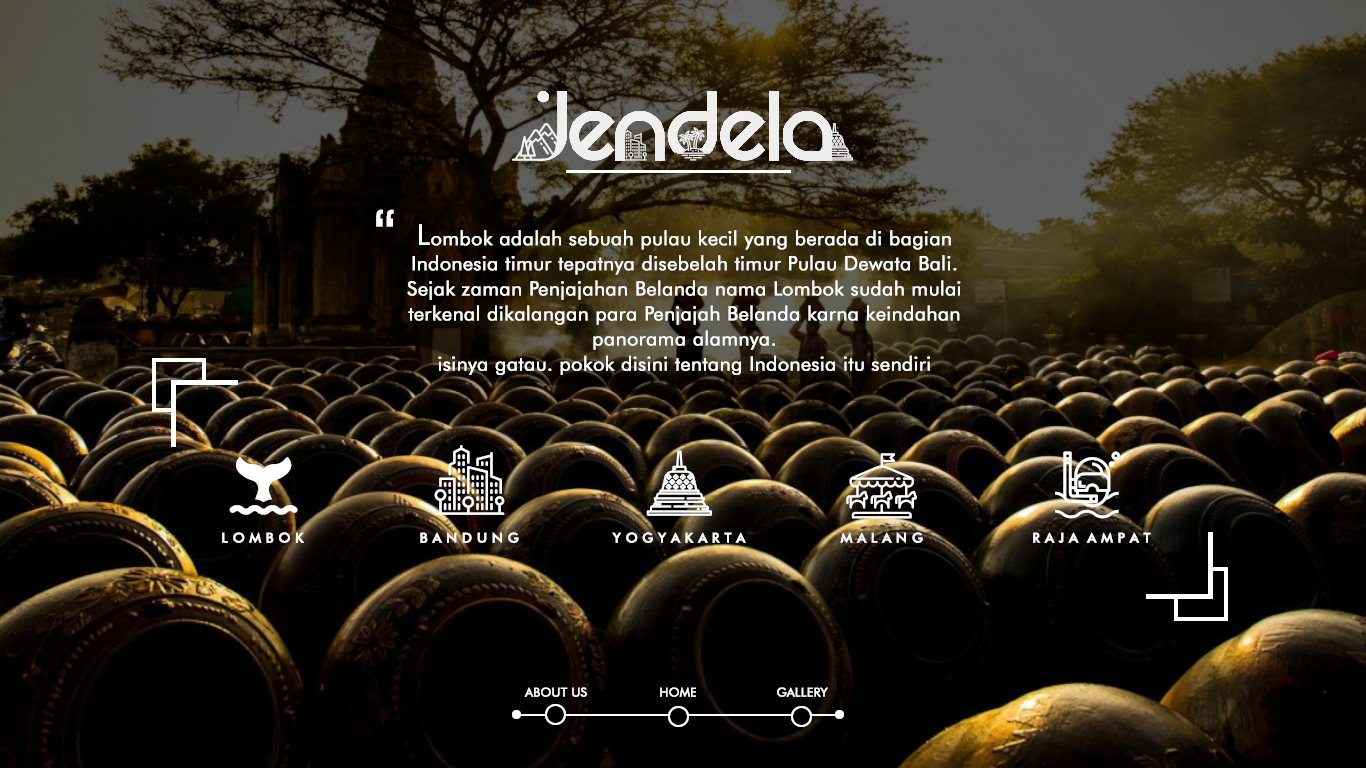 Jendela
“
Lombok adalah sebuah pulau kecil yang berada di bagian
Indonesia timur tepatnya disebelah timur Pulau Dewata Bali.
Sejak zaman Penjajahan Belanda nama Lombok sudah mulai
terkenal dikalangan para Penjajah Belanda karna keindahan
panorama alamnya.
isinya gatau. pokok disini tentang Indonesia itu sendiri
LOMBOK
BANDUNG
YOGYAKARTA
MALANG
RAJA AMPAT
ABOUT US
HOME
GALLERY